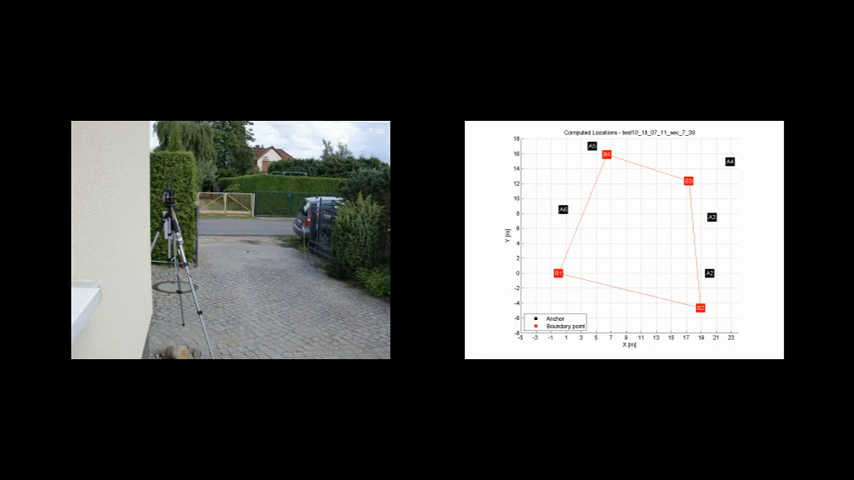 Computed Locations - test10_18_07_11_sec_7_39
18
16
14
12
10
8
6
4
2
0
-2
-4
-6
-8
Y [m]
A5
B4
A4
B3
A6
A3
B1
A2
B2
Anchor
Boundary point
-5 -3 -1 1 3 5 7 9 11 13 15 17 19 21 23
X [m]